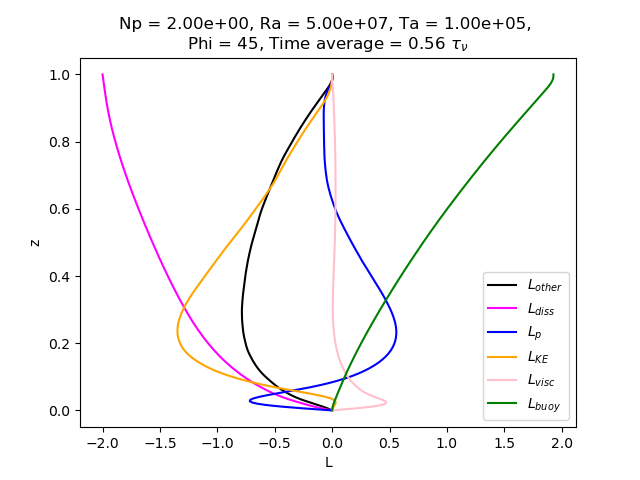 Np = 2.00e+00, Ra = 5.00e+07, Ta = 1.00e+05,
Phi = 45, Time average = 0.56 τ_ν
1.0
0.8
0.6
0.4
0.2
0.0
z
L_other
L_diss
L_p
L_KE
L_visc
L_buoy
−2.0 −1.5 −1.0 −0.5 0.0 0.5 1.0 1.5 2.0
L